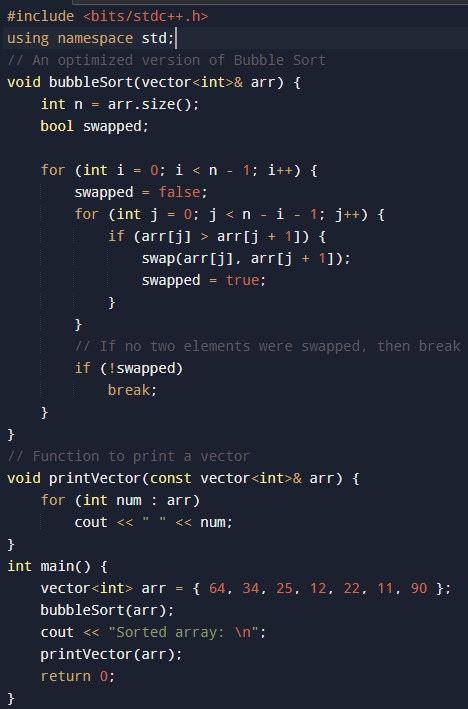 #include <bits/stdc++.h>
using namespace std;
// An optimized version of Bubble Sort
void bubbleSort(vector<int>& arr) {
    int n = arr.size();
    bool swapped;

    for (int i = 0; i < n - 1; i++) {
        swapped = false;
        for (int j = 0; j < n - i - 1; j++) {
            if (arr[j] > arr[j + 1]) {
                swap(arr[j], arr[j + 1]);
                swapped = true;
            }
        }
        // If no two elements were swapped, then break
        if (!swapped)
            break;
    }
}
// Function to print a vector
void printVector(const vector<int>& arr) {
    for (int num : arr)
        cout << " " << num;
}
int main() {
    vector<int> arr = { 64, 34, 25, 12, 22, 11, 90 };
    bubbleSort(arr);
    cout << "Sorted array: \n";
    printVector(arr);
    return 0;
}